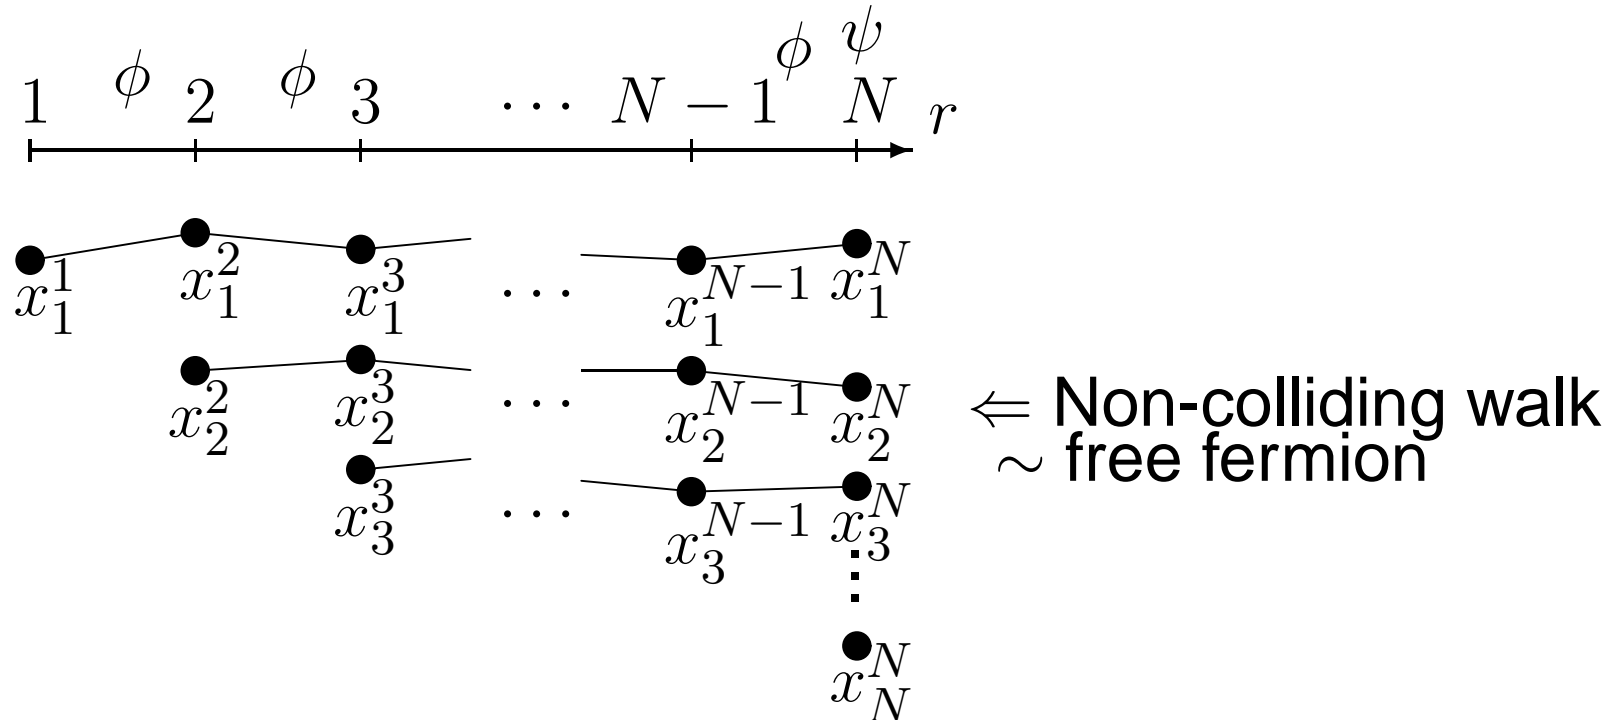 ϕ ψ
ϕ ϕ
1 2 3 ⋯ N − 1 N r
x_1^1 x_1^2 x_1^3 ⋯ x_1^{N−1} x_1^N
x_2^2 x_2^3 ⋯ x_2^{N−1} x_2^N
⇐ Non-colliding walk
∼ free fermion
x_3^3 ⋯ x_3^{N−1} x_3^N
⋮
x_N^N